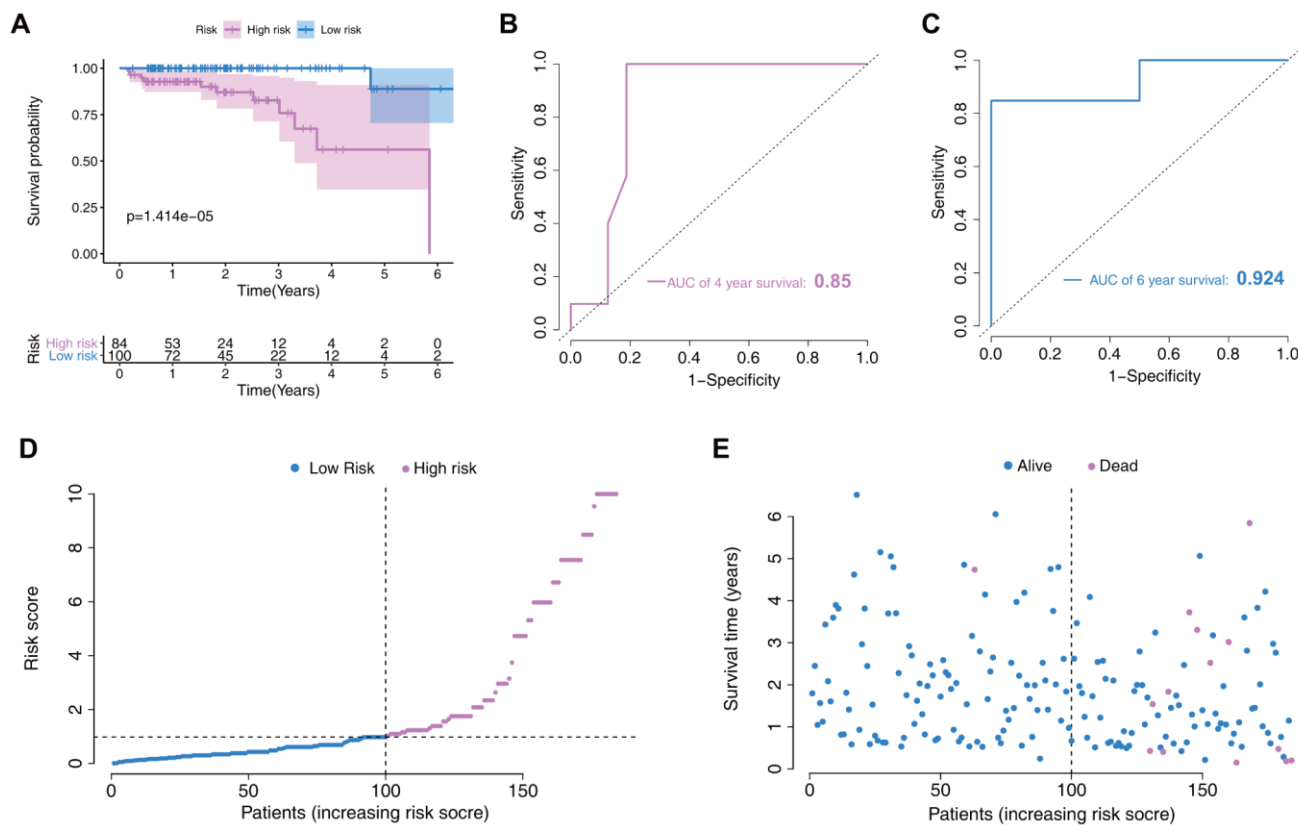 A
Risk High risk Low risk
Survival probability
1.00
0.75
0.50
0.25
0.00
p=1.414e−05
0 1 2 3 4 5 6
Time(Years)
Risk
High risk 84 53 24 12 4 2 0
Low risk 100 72 45 22 12 4 2
0 1 2 3 4 5 6
Time(Years)
B
Sensitivity
1.0
0.8
0.6
0.4
0.2
0.0
AUC of 4 year survival: 0.85
0.0 0.2 0.4 0.6 0.8 1.0
1-Specificity
C
Sensitivity
1.0
0.8
0.6
0.4
0.2
0.0
AUC of 6 year survival: 0.924
0.0 0.2 0.4 0.6 0.8 1.0
1-Specificity
D
Low Risk High risk
Risk score
10
8
6
4
2
0
0 50 100 150
Patients (increasing risk socre)
E
Alive Dead
Survival time (years)
6
5
4
3
2
1
0
0 50 100 150
Patients (increasing risk socre)